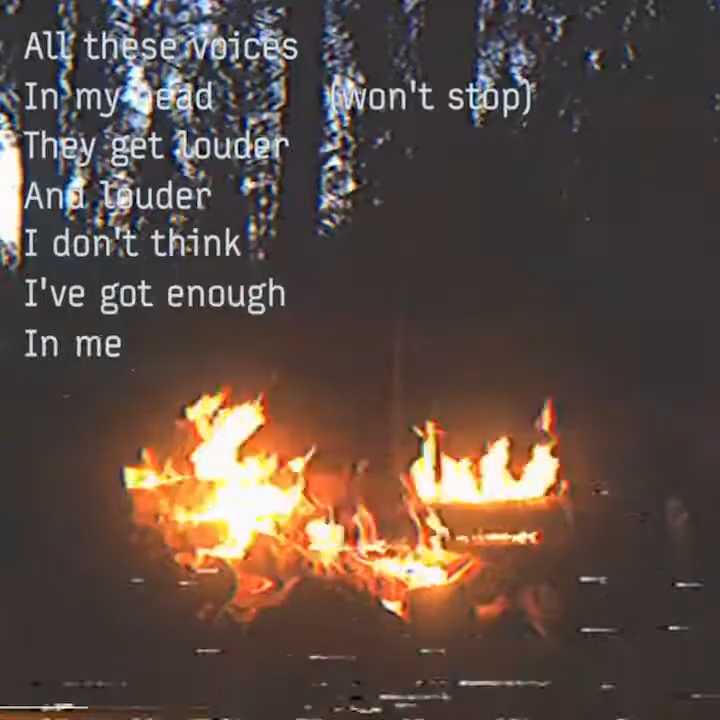 All these voices
In my head (won't stop)
They get louder
And louder
I don't think
I've got enough
In me